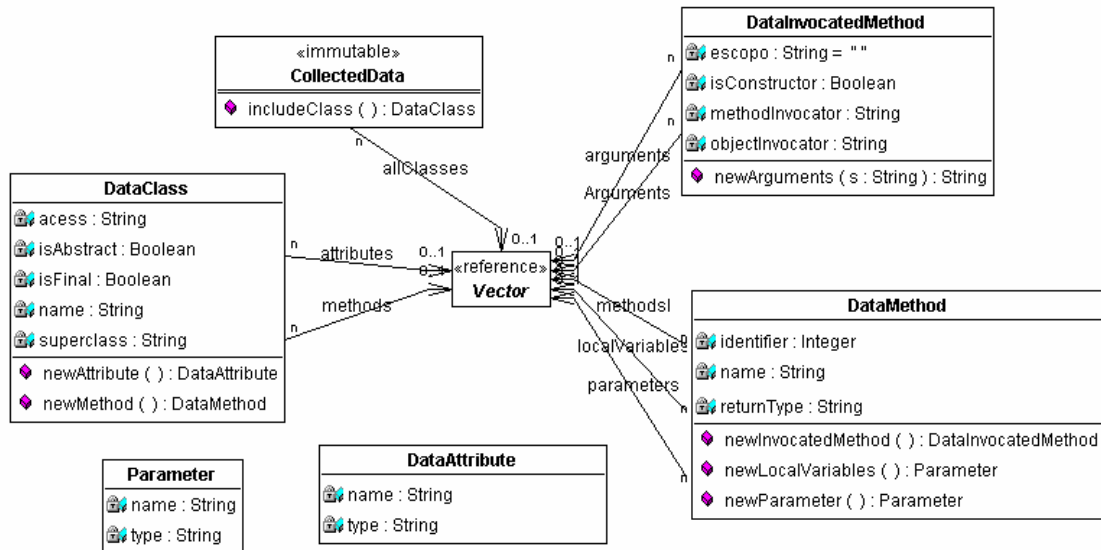 «immutable»
CollectedData
includeClass ( ) : DataClass
n
allClasses
0..1
DataInvocatedMethod
escopo : String = ""
isConstructor : Boolean
methodInvocator : String
objectInvocator : String
newArguments ( s : String ) : String
n
n
arguments
Arguments
0..1
DataClass
acess : String
isAbstract : Boolean
isFinal : Boolean
name : String
superclass : String
newAttribute ( ) : DataAttribute
newMethod ( ) : DataMethod
n
attributes
0..1
n
methods
«reference»
Vector
methodsI
localVariables
parameters
n
n
n
DataMethod
identifier : Integer
name : String
returnType : String
newInvocatedMethod ( ) : DataInvocatedMethod
newLocalVariables ( ) : Parameter
newParameter ( ) : Parameter
Parameter
name : String
type : String
DataAttribute
name : String
type : String